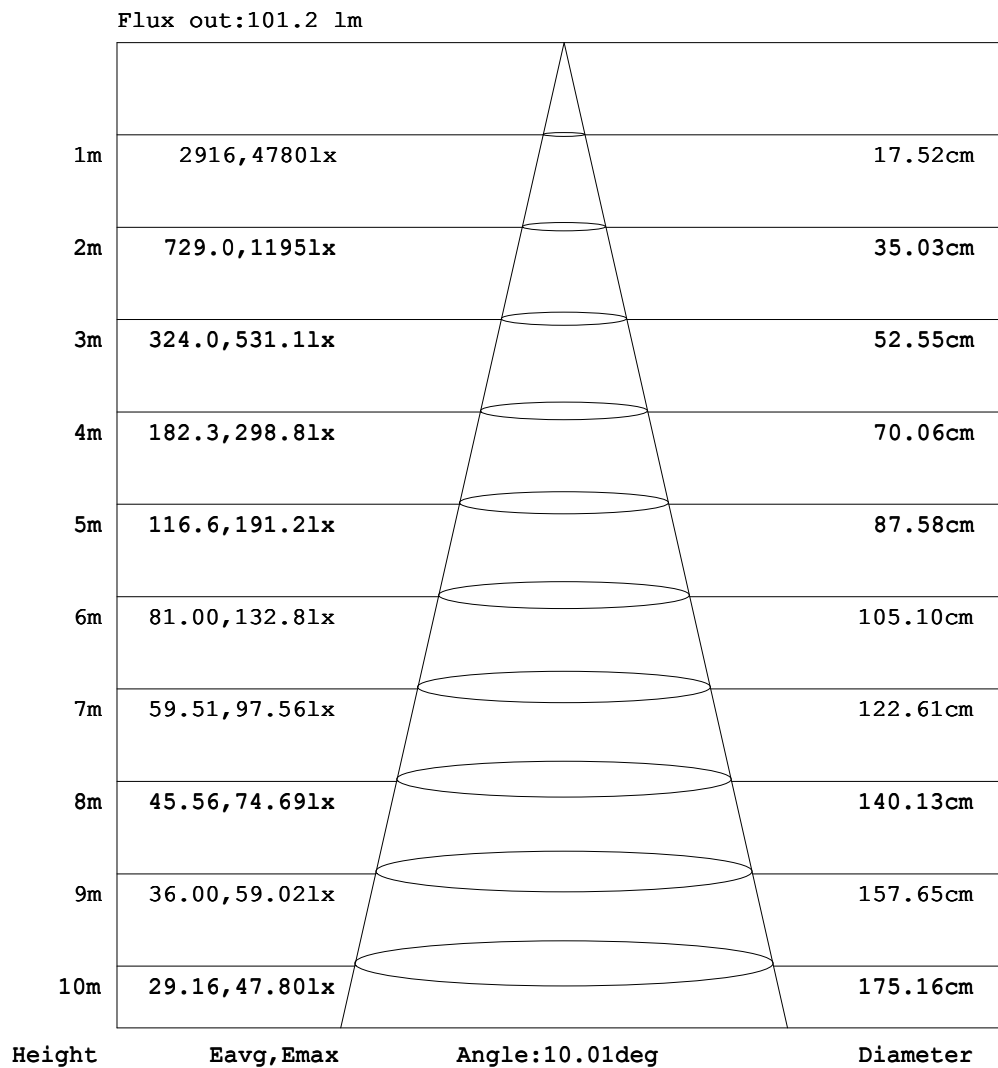 Flux out:101.2 lm
1m 2916,4780lx 17.52cm
2m 729.0,1195lx 35.03cm
3m 324.0,531.1lx 52.55cm
4m 182.3,298.8lx 70.06cm
5m 116.6,191.2lx 87.58cm
6m 81.00,132.8lx 105.10cm
7m 59.51,97.56lx 122.61cm
8m 45.56,74.69lx 140.13cm
9m 36.00,59.02lx 157.65cm
10m 29.16,47.80lx 175.16cm
Height Eavg,Emax Angle:10.01deg Diameter